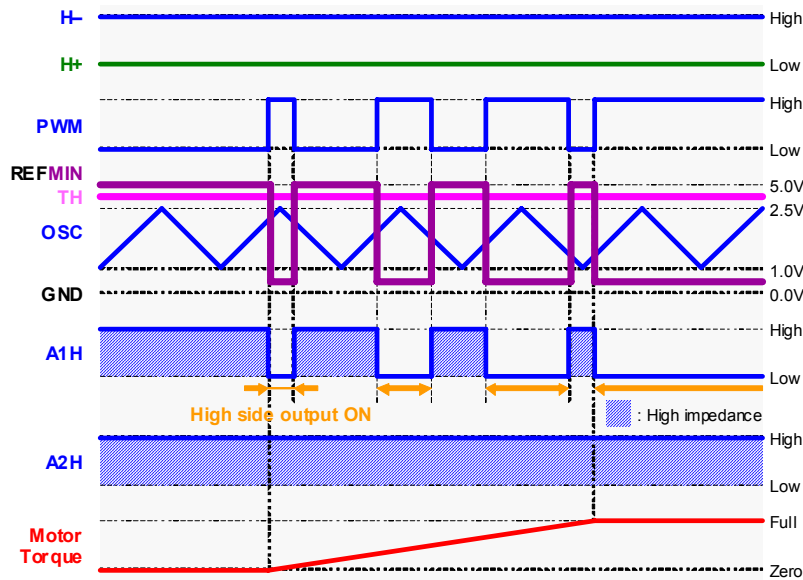 H– High
H+ Low
High
PWM
Low
REFMIN
5.0V
TH
2.5V
OSC
1.0V
GND 0.0V
High
A1H
Low
High side output ON : High impedance
High
A2H
Low
Full
Motor
Torque
Zero